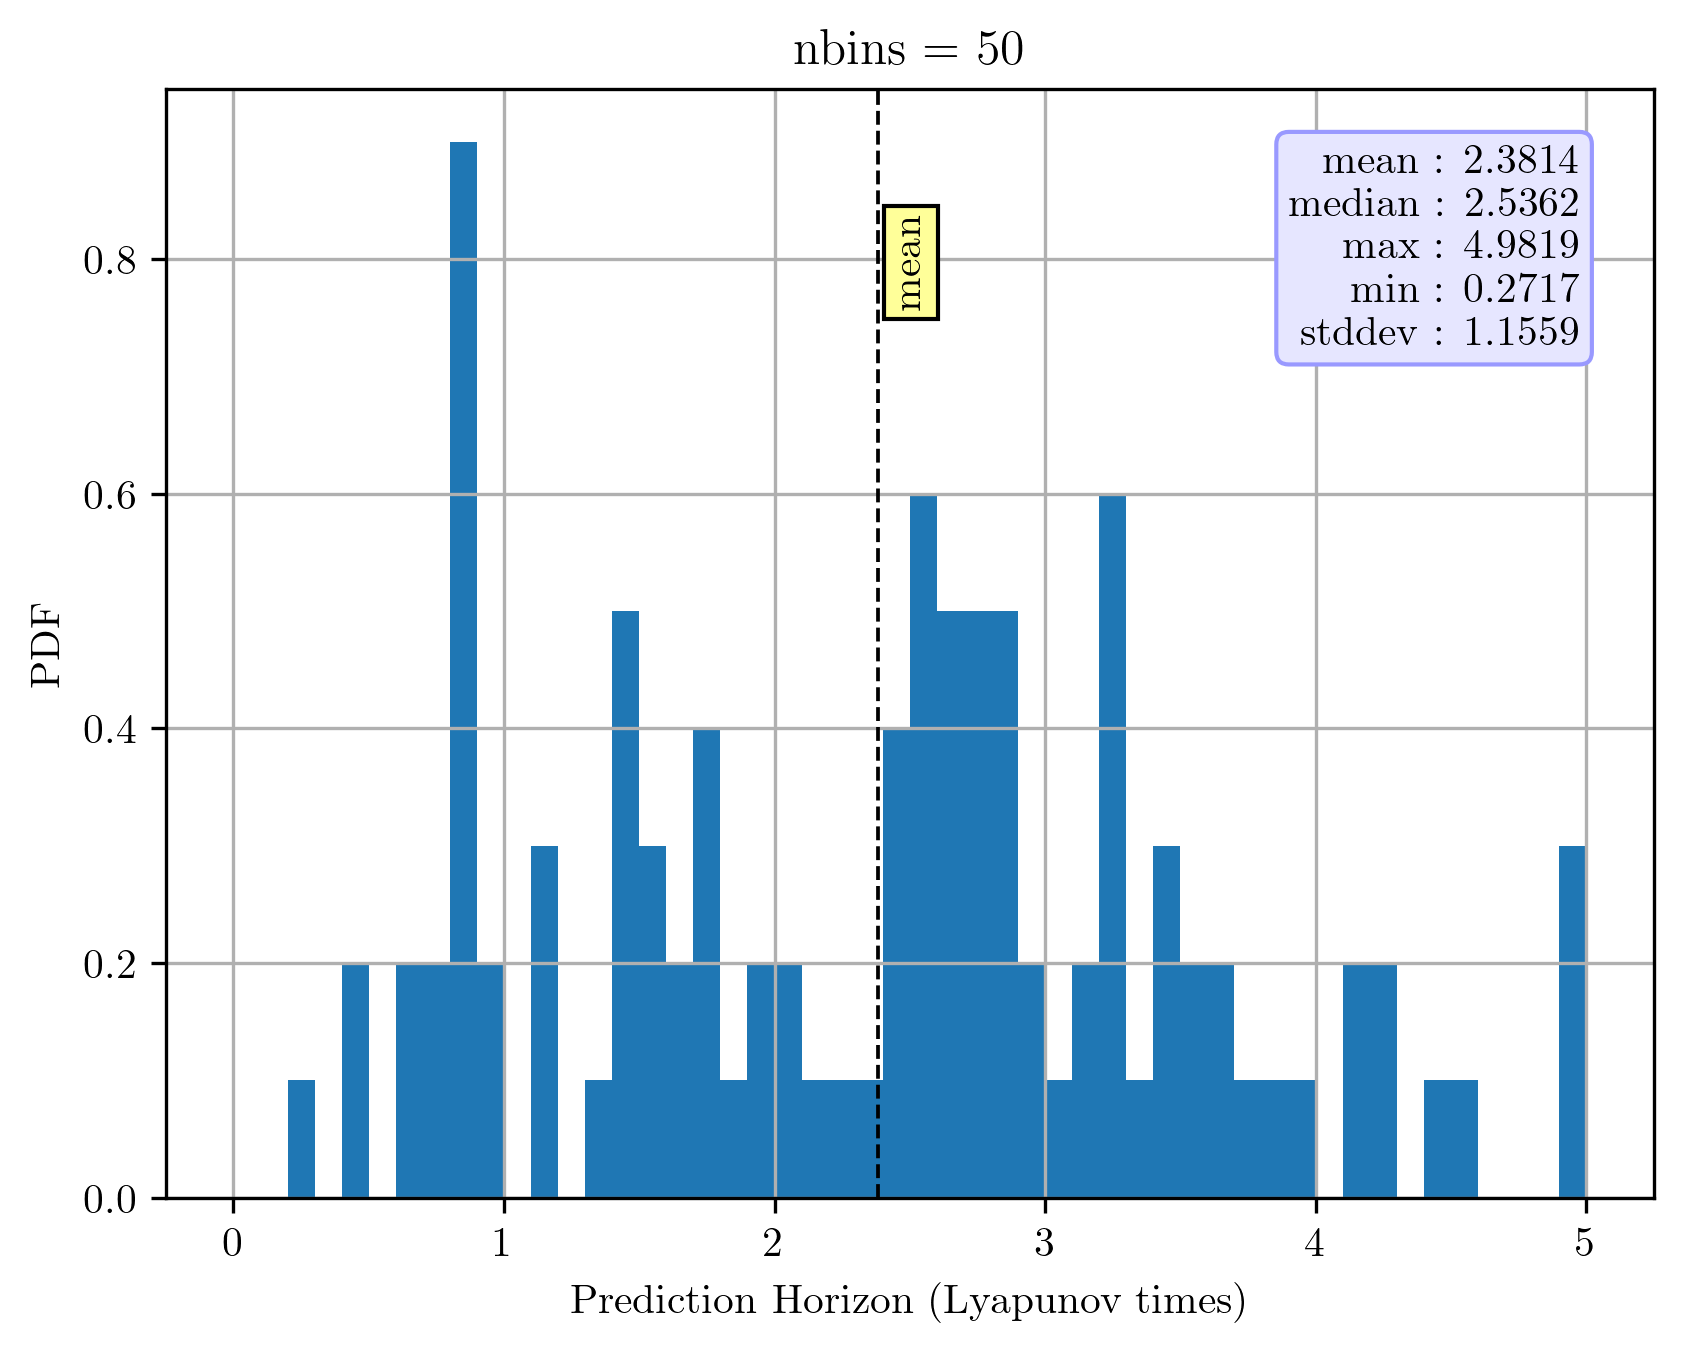 nbins = 50
mean : 2.3814
median : 2.5362
max : 4.9819
min : 0.2717
stddev : 1.1559
mean
PDF
0.8
0.6
0.4
0.2
0.0
0 1 2 3 4 5
Prediction Horizon (Lyapunov times)